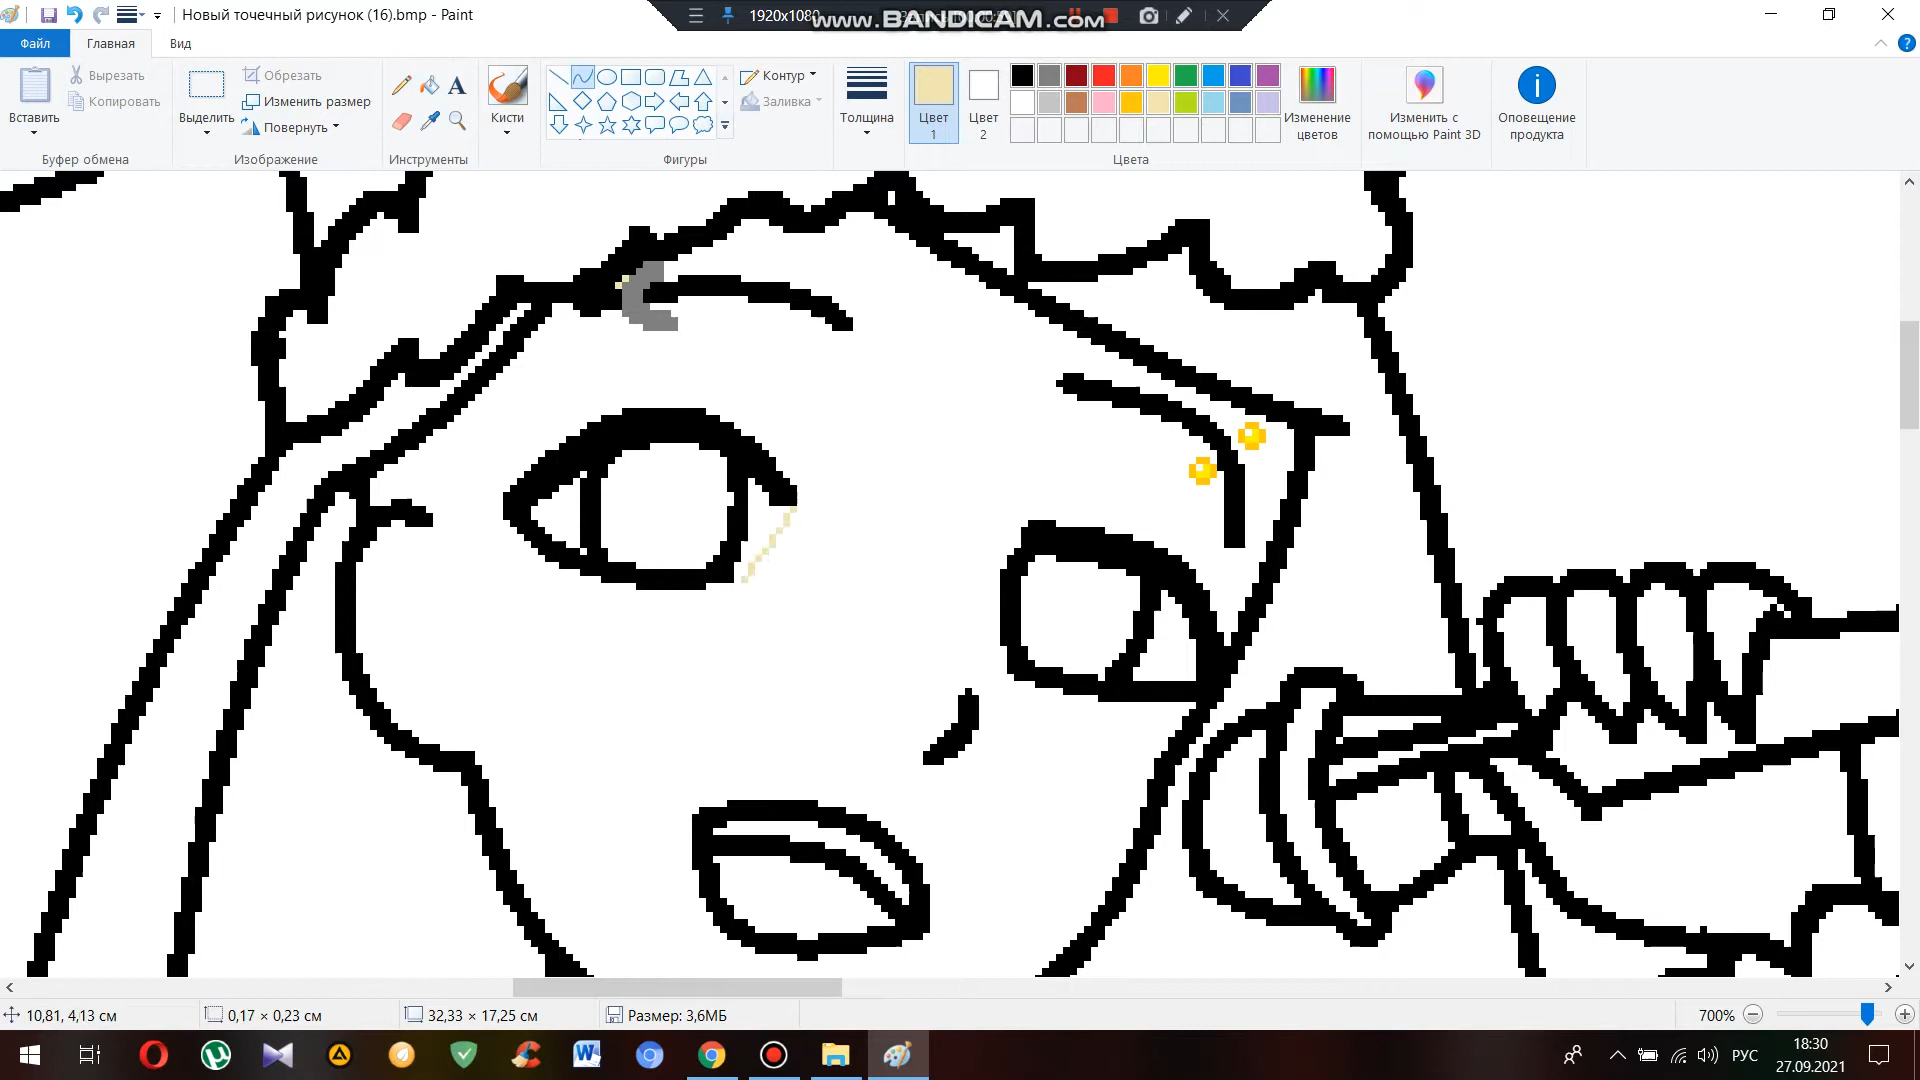 Новый точечный рисунок (16).bmp - Paint
1920x1080
www.BANDICAM.com
Файл
Главная
Вид
Вставить
Вырезать
Копировать
Буфер обмена
Выделить
Обрезать
Изменить размер
Повернуть
Изображение
Инструменты
Кисти
Фигуры
Контур
Заливка
Толщина
Цвет
1
Цвет
2
Изменение
цветов
Цвета
Изменить с
помощью Paint 3D
Оповещение
продукта
10,81, 4,13 см
0,17 × 0,23 см
32,33 × 17,25 см
Размер: 3,6МБ
700%
РУС
18:30
27.09.2021